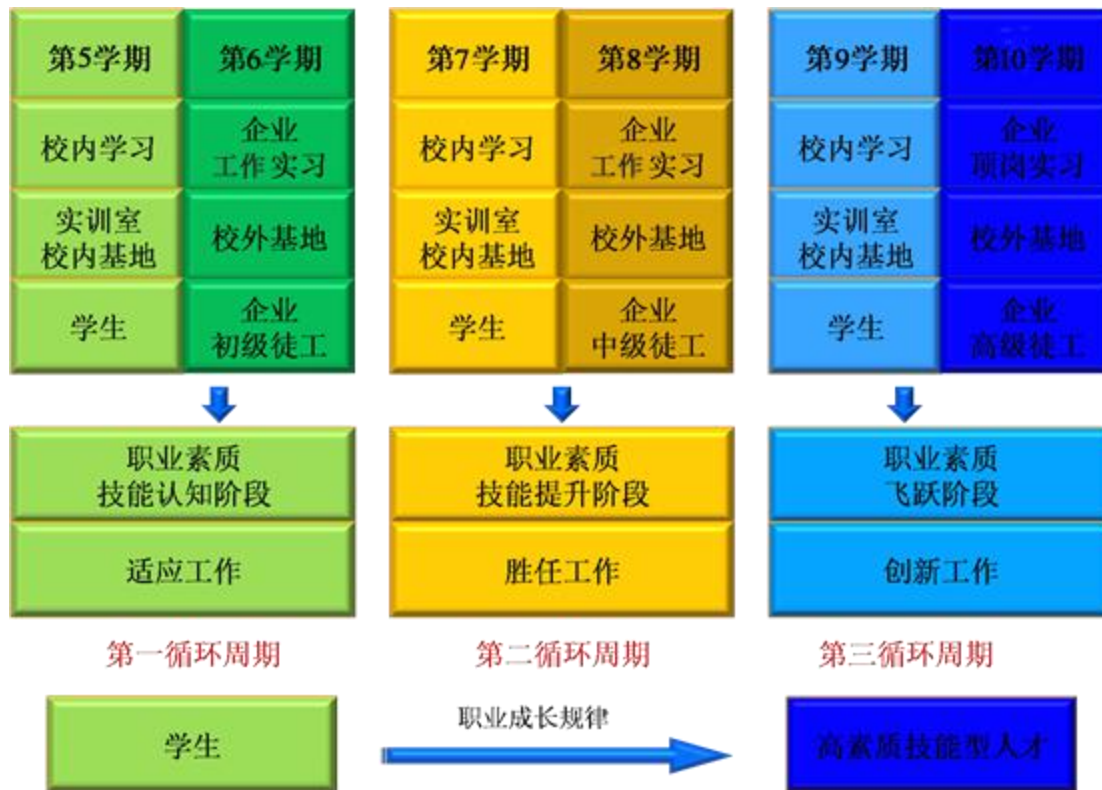 第5学期
第6学期
第7学期
第8学期
第9学期
第10学期
校内学习
企业
工作实习
校内学习
企业
工作实习
校内学习
企业
顶岗实习
实训室
校内基地
校外基地
实训室
校内基地
校外基地
实训室
校内基地
校外基地
学生
企业
初级徒工
学生
企业
中级徒工
学生
企业
高级徒工
职业素质
技能认知阶段
职业素质
技能提升阶段
职业素质
飞跃阶段
适应工作
胜任工作
创新工作
第一循环周期
第二循环周期
第三循环周期
学生
职业成长规律
高素质技能型人才